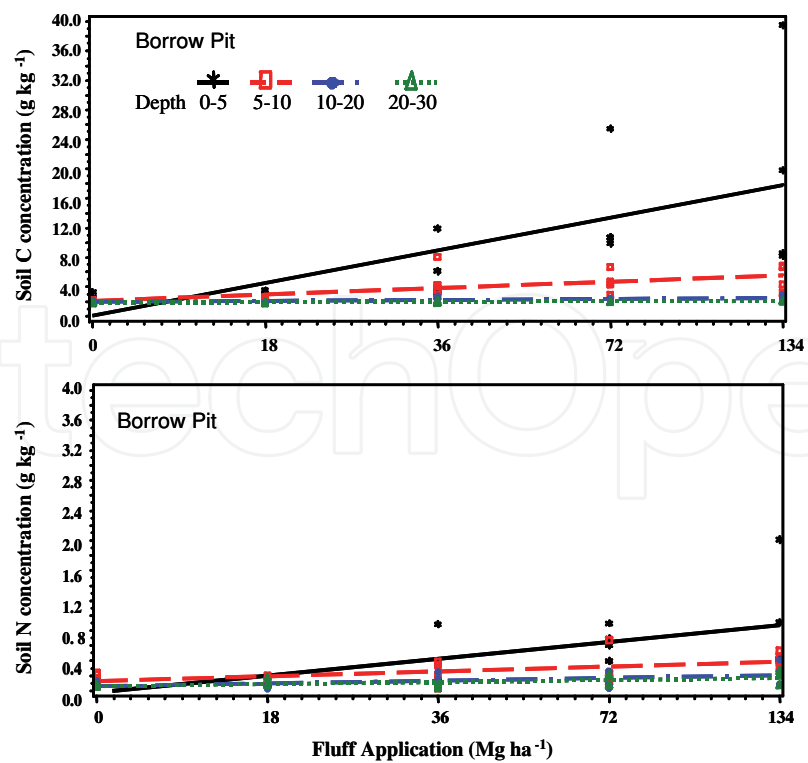 40.0
36.0
32.0
28.0
24.0
20.0
16.0
12.0
8.0
4.0
0.0
Soil C concentration (g kg -1)
Borrow Pit
Depth 0-5 5-10 10-20 20-30
0 18 36 72 134
4.0
3.6
3.2
2.8
2.4
2.0
1.6
1.2
0.8
0.4
0.0
Soil N concentration (g kg -1)
Borrow Pit
0 18 36 72 134
Fluff Application (Mg ha-1)
techOpe